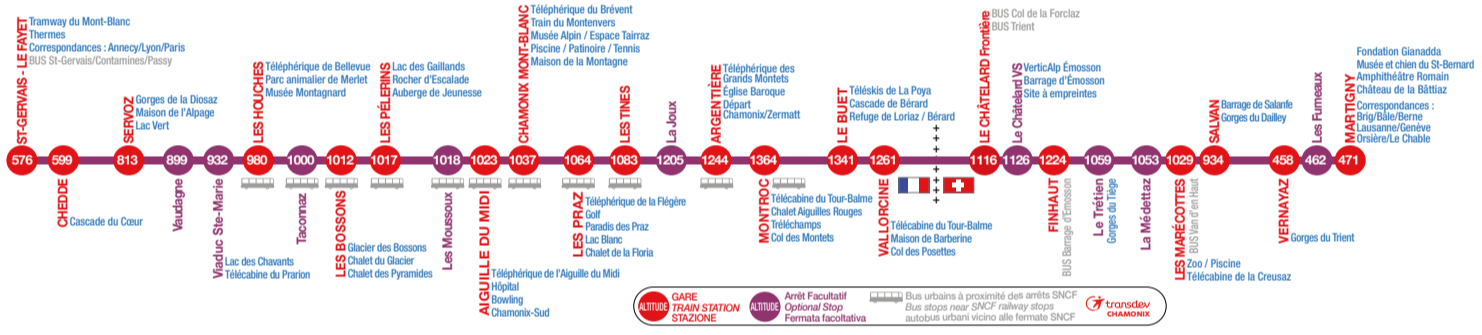 ST-GERVAIS - LE FAYET
Tramway du Mont-Blanc
Thermes
Correspondances : Annecy/Lyon/Paris
BUS St-Gervais/Contamines/Passy
576
599
CHEDDE
Cascade du Cœur
SERVOZ
Gorges de la Diosaz
Maison de l'Alpage
Lac Vert
813
899
Vaudagne
932
Viaduc Ste-Marie
Lac des Chavants
Télécabine du Prarion
LES HOUCHES
Téléphérique de Bellevue
Parc animalier de Merlet
Musée Montagnard
980
1000
Taconnaz
1012
LES BOSSONS
Glacier des Bossons
Chalet du Glacier
Chalet des Pyramides
LES PÉLERINS
Lac des Gaillands
Rocher d'Escalade
Auberge de Jeunesse
1017
1018
Les Moussoux
1023
AIGUILLE DU MIDI
Téléphérique de l'Aiguille du Midi
Hôpital
Bowling
Chamonix-Sud
CHAMONIX MONT-BLANC
Téléphérique du Brévent
Train du Montenvers
Musée Alpin / Espace Tairraz
Piscine / Patinoire / Tennis
Maison de la Montagne
1037
1064
LES PRAZ
Téléphérique de la Flégère
Golf
Paradis des Praz
Lac Blanc
Chalet de la Floria
LES TINES
1083
La Joux
1205
ARGENTIÈRE
Téléphérique des
Grands Montets
Église Baroque
Départ
Chamonix/Zermatt
1244
1364
MONTROC
Télécabine du Tour-Balme
Chalet Aiguilles Rouges
Tréléchamps
Col des Montets
LE BUET
Téléskis de La Poya
Cascade de Bérard
Refuge de Loriaz / Bérard
1341
1261
VALLORCINE
Télécabine du Tour-Balme
Maison de Barberine
Col des Posettes
LE CHÂTELARD Frontière
BUS Col de la Forclaz
BUS Trient
1116
Le Châtelard VS
VerticAlp Émosson
Barrage d'Émosson
Site à empreintes
1126
1224
FINHAUT
BUS Barrage d'Emosson
1059
Le Trétien
Gorges du Tiège
1053
La Médettaz
1029
LES MARÉCOTTES
BUS Van d'en Haut
Zoo / Piscine
Télécabine de la Creusaz
SALVAN
Barrage de Salanfe
Gorges du Dailley
934
458
VERNAYAZ
Gorges du Trient
Les Fumeaux
462
MARTIGNY
Fondation Gianadda
Musée et chien du St-Bernard
Amphithéâtre Romain
Château de la Bâttiaz
Correspondances :
Brig/Bâle/Berne
Lausanne/Genève
Orsière/Le Chable
471
ALTITUDE
GARE
TRAIN STATION
STAZIONE
ALTITUDE
Arrêt Facultatif
Optional Stop
Fermata facoltativa
Bus urbains à proximité des arrêts SNCF
Bus stops near SNCF railway stops
autobus urbani vicino alle fermate SNCF
transdev
CHAMONIX